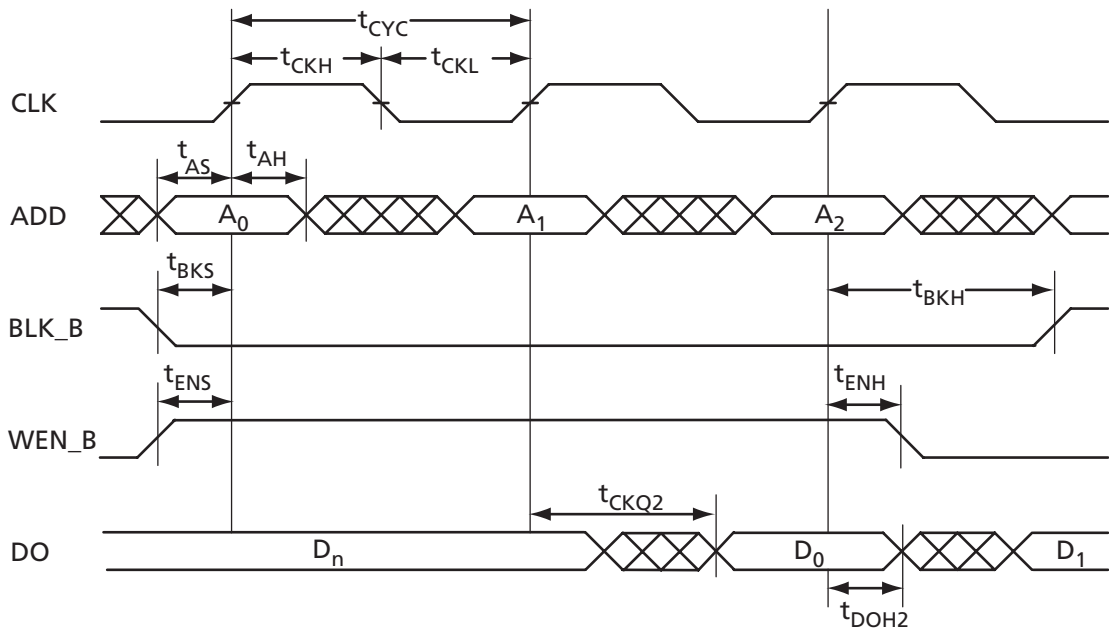 tCYC
tCKH tCKL
CLK
tAS tAH
ADD A0 A1 A2
tBKS tBKH
BLK_B
tENS tENH
WEN_B
tCKQ2
DO Dn D0 D1
tDOH2